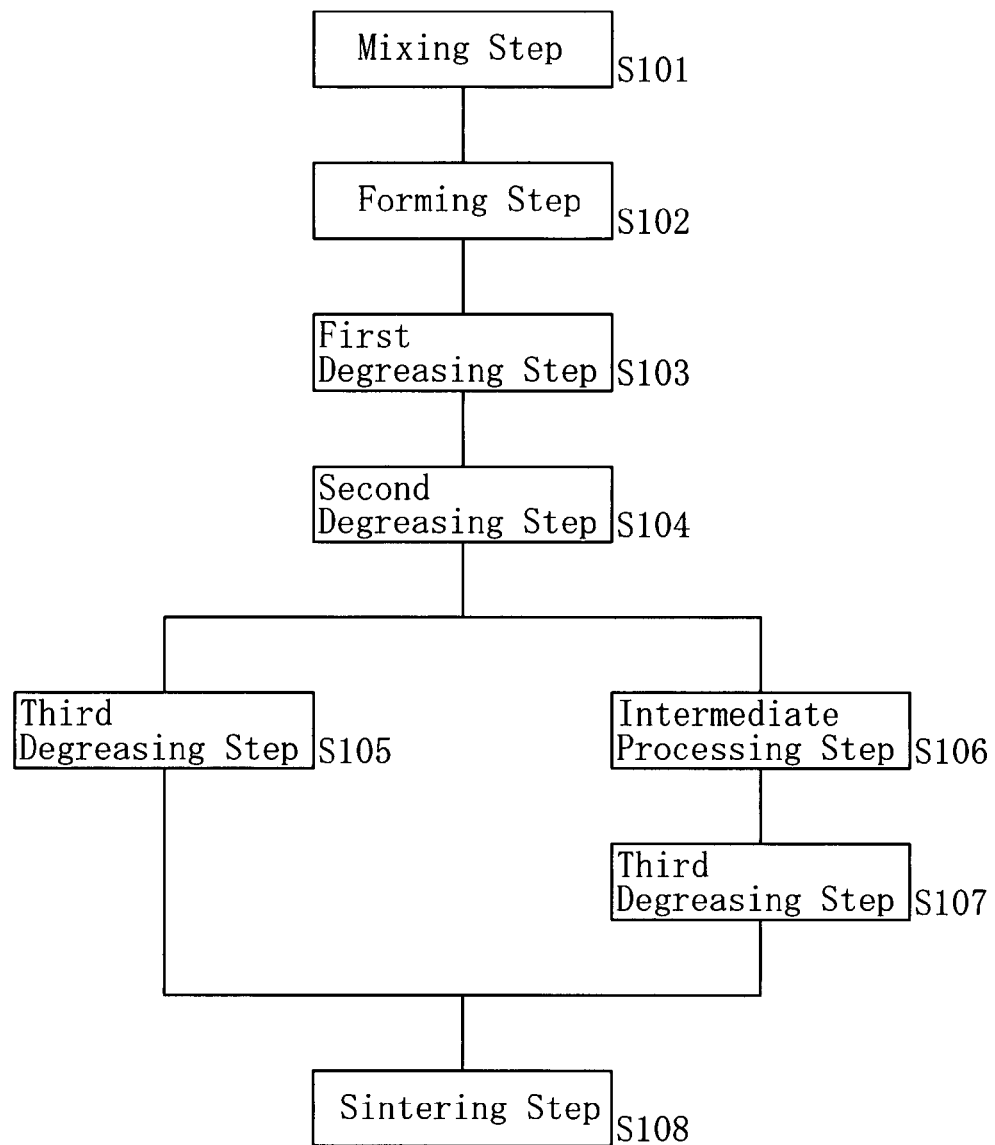 Mixing Step
S101
Forming Step
S102
First
Degreasing Step
S103
Second
Degreasing Step
S104
Third
Degreasing Step
S105
Intermediate
Processing Step
S106
Third
Degreasing Step
S107
Sintering Step
S108